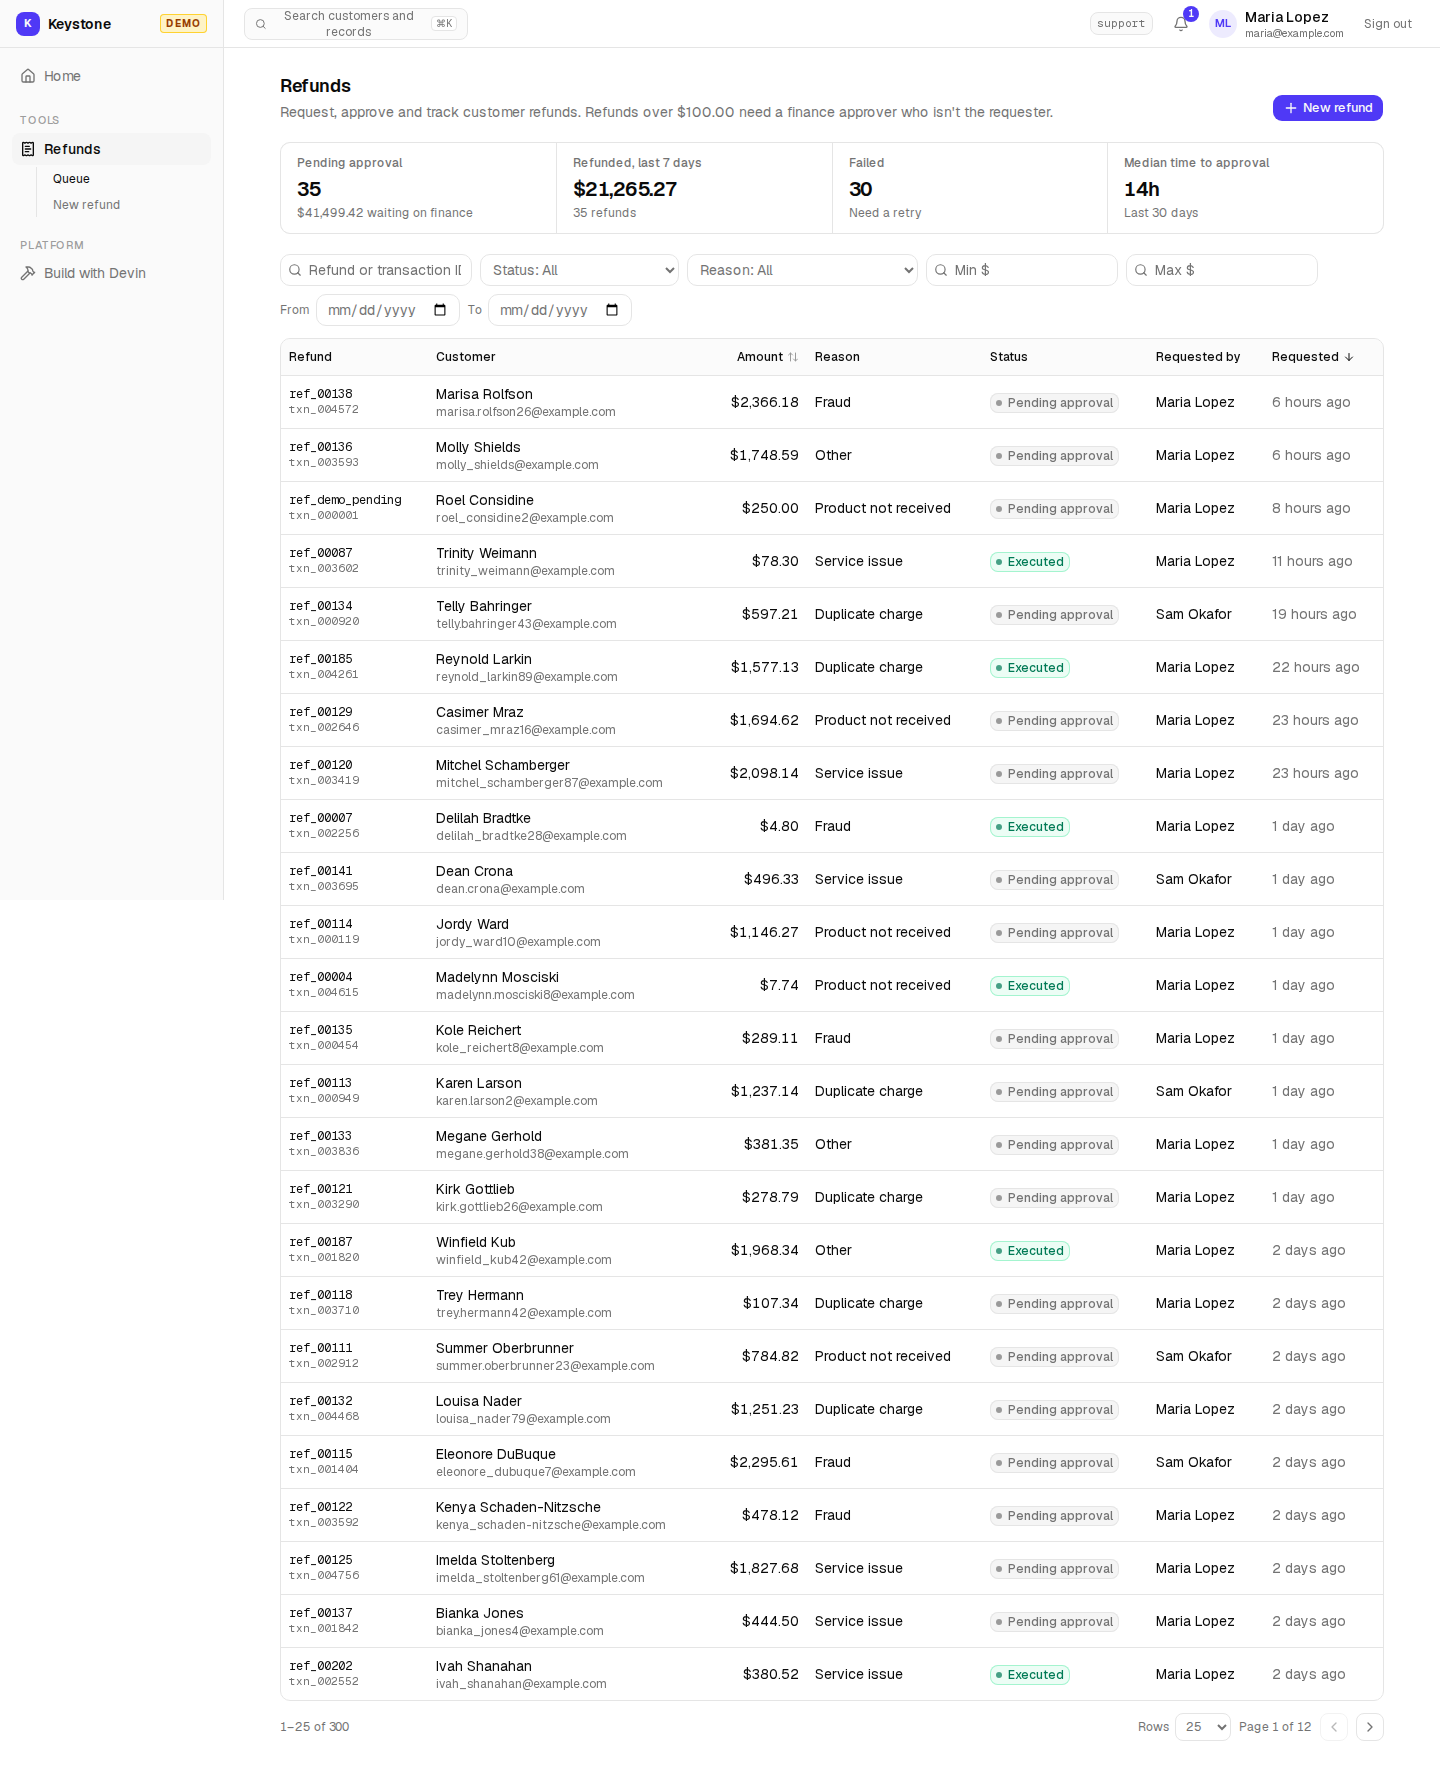 K Keystone DEMO
Search customers and records ⌘K
support 1 ML Maria Lopez maria@example.com Sign out
Home
TOOLS
Refunds
Queue
New refund
PLATFORM
Build with Devin
Refunds
Request, approve and track customer refunds. Refunds over $100.00 need a finance approver who isn't the requester.
New refund
Pending approval
35
$41,499.42 waiting on finance
Refunded, last 7 days
$21,265.27
35 refunds
Failed
30
Need a retry
Median time to approval
14h
Last 30 days
Refund or transaction I Status: All Reason: All Min $ Max $
From mm/dd/yyyy To mm/dd/yyyy
Refund Customer Amount Reason Status Requested by Requested
ref_00138 Marisa Rolfson $2,366.18 Fraud Pending approval Maria Lopez 6 hours ago
txn_004572 marisa.rolfson26@example.com
ref_00136 Molly Shields $1,748.59 Other Pending approval Maria Lopez 6 hours ago
txn_003593 molly_shields@example.com
ref_demo_pending Roel Considine $250.00 Product not received Pending approval Maria Lopez 8 hours ago
txn_000001 roel_considine2@example.com
ref_00087 Trinity Weimann $78.30 Service issue Executed Maria Lopez 11 hours ago
txn_003602 trinity_weimann@example.com
ref_00134 Telly Bahringer $597.21 Duplicate charge Pending approval Sam Okafor 19 hours ago
txn_000920 telly.bahringer43@example.com
ref_00185 Reynold Larkin $1,577.13 Duplicate charge Executed Maria Lopez 22 hours ago
txn_004261 reynold_larkin89@example.com
ref_00129 Casimer Mraz $1,694.62 Product not received Pending approval Maria Lopez 23 hours ago
txn_002646 casimer_mraz16@example.com
ref_00120 Mitchel Schamberger $2,098.14 Service issue Pending approval Maria Lopez 23 hours ago
txn_003419 mitchel_schamberger87@example.com
ref_00007 Delilah Bradtke $4.80 Fraud Executed Maria Lopez 1 day ago
txn_002256 delilah_bradtke28@example.com
ref_00141 Dean Crona $496.33 Service issue Pending approval Sam Okafor 1 day ago
txn_003695 dean.crona@example.com
ref_00114 Jordy Ward $1,146.27 Product not received Pending approval Maria Lopez 1 day ago
txn_000119 jordy_ward10@example.com
ref_00004 Madelynn Mosciski $7.74 Product not received Executed Maria Lopez 1 day ago
txn_004615 madelynn.mosciski8@example.com
ref_00135 Kole Reichert $289.11 Fraud Pending approval Maria Lopez 1 day ago
txn_000454 kole_reichert8@example.com
ref_00113 Karen Larson $1,237.14 Duplicate charge Pending approval Sam Okafor 1 day ago
txn_000949 karen.larson2@example.com
ref_00133 Megane Gerhold $381.35 Other Pending approval Maria Lopez 1 day ago
txn_003836 megane.gerhold38@example.com
ref_00121 Kirk Gottlieb $278.79 Duplicate charge Pending approval Maria Lopez 1 day ago
txn_003290 kirk.gottlieb26@example.com
ref_00187 Winfield Kub $1,968.34 Other Executed Maria Lopez 2 days ago
txn_001820 winfield_kub42@example.com
ref_00118 Trey Hermann $107.34 Duplicate charge Pending approval Maria Lopez 2 days ago
txn_003710 trey.hermann42@example.com
ref_00111 Summer Oberbrunner $784.82 Product not received Pending approval Sam Okafor 2 days ago
txn_002912 summer.oberbrunner23@example.com
ref_00132 Louisa Nader $1,251.23 Duplicate charge Pending approval Maria Lopez 2 days ago
txn_004468 louisa_nader79@example.com
ref_00115 Eleonore DuBuque $2,295.61 Fraud Pending approval Sam Okafor 2 days ago
txn_001404 eleonore_dubuque7@example.com
ref_00122 Kenya Schaden-Nitzsche $478.12 Fraud Pending approval Maria Lopez 2 days ago
txn_003592 kenya_schaden-nitzsche@example.com
ref_00125 Imelda Stoltenberg $1,827.68 Service issue Pending approval Maria Lopez 2 days ago
txn_004756 imelda_stoltenberg61@example.com
ref_00137 Bianka Jones $444.50 Service issue Pending approval Maria Lopez 2 days ago
txn_001842 bianka_jones4@example.com
ref_00202 Ivah Shanahan $380.52 Service issue Executed Maria Lopez 2 days ago
txn_002552 ivah_shanahan@example.com
1–25 of 300 Rows 25 Page 1 of 12